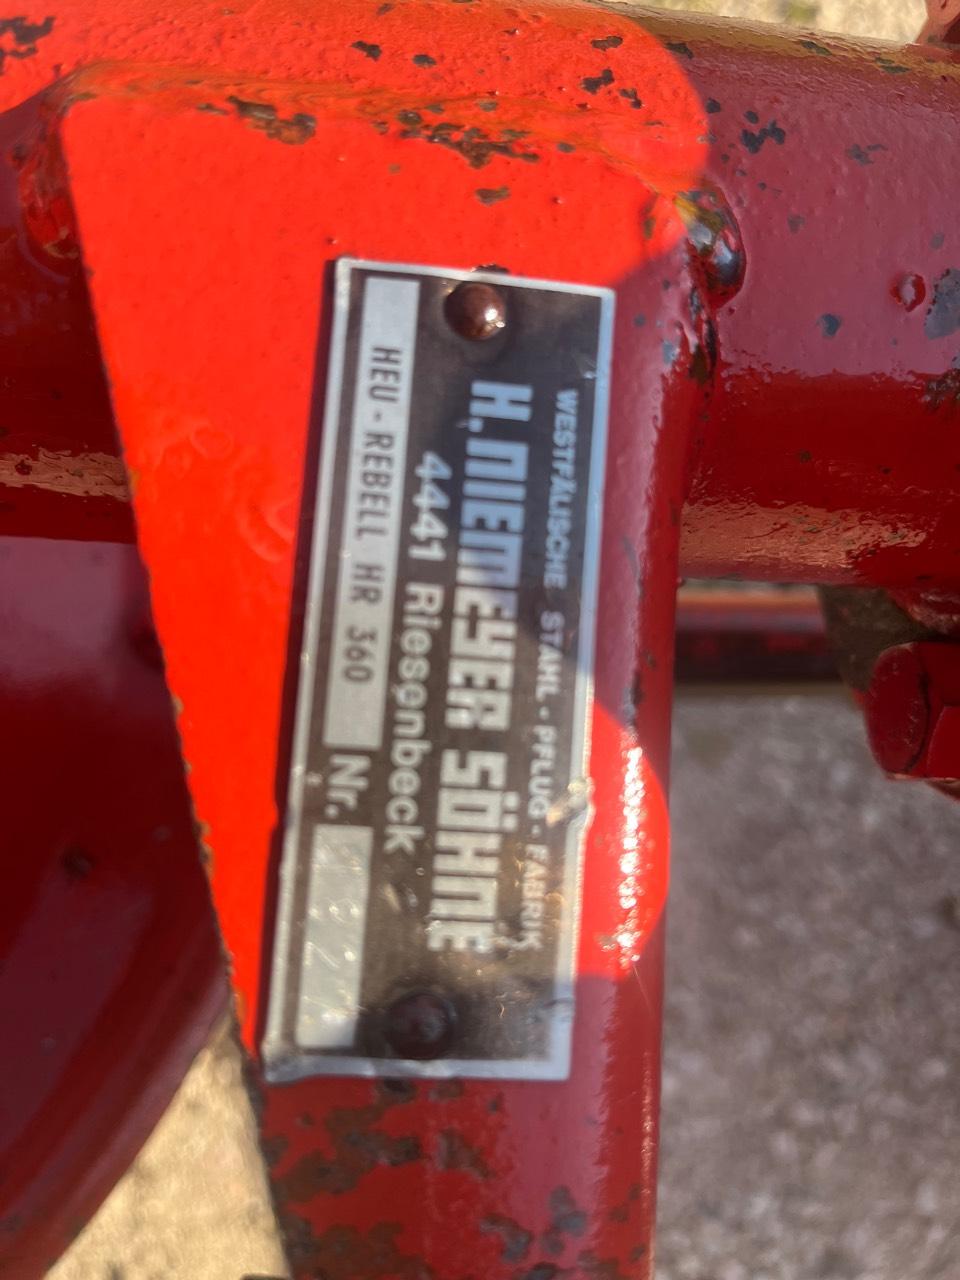 WESTFÄLISCHE STAHL-PFLUG-FABRIK
H. NIEMEYER SÖHNE
4441 Riesenbeck
HEU-REBELL HR 360 Nr.